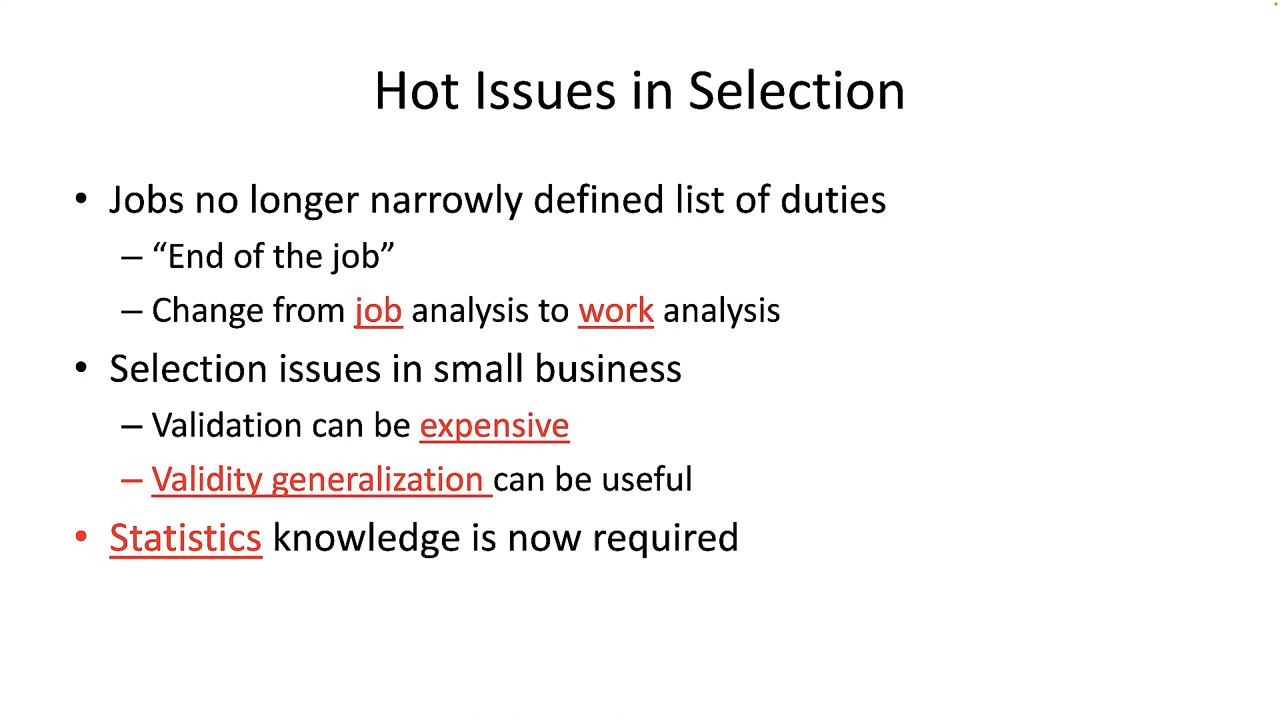 Hot Issues in Selection
• Jobs no longer narrowly defined list of duties
– “End of the job”
– Change from job analysis to work analysis
• Selection issues in small business
– Validation can be expensive
– Validity generalization can be useful
• Statistics knowledge is now required